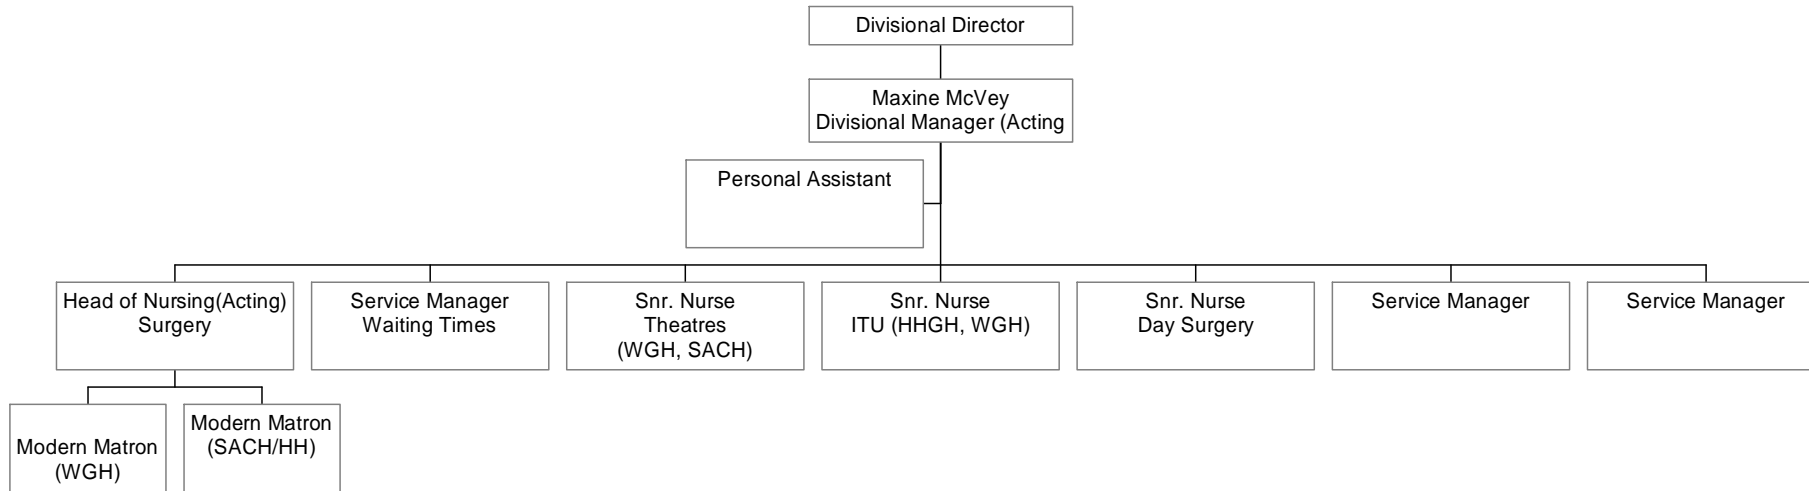 Divisional Director
Maxine McVey
Divisional Manager (Acting
Personal Assistant
Head of Nursing(Acting)
Surgery
Service Manager
Waiting Times
Snr. Nurse
Theatres
(WGH, SACH)
Snr. Nurse
ITU (HHGH, WGH)
Snr. Nurse
Day Surgery
Service Manager
Service Manager
Modern Matron
(WGH)
Modern Matron
(SACH/HH)